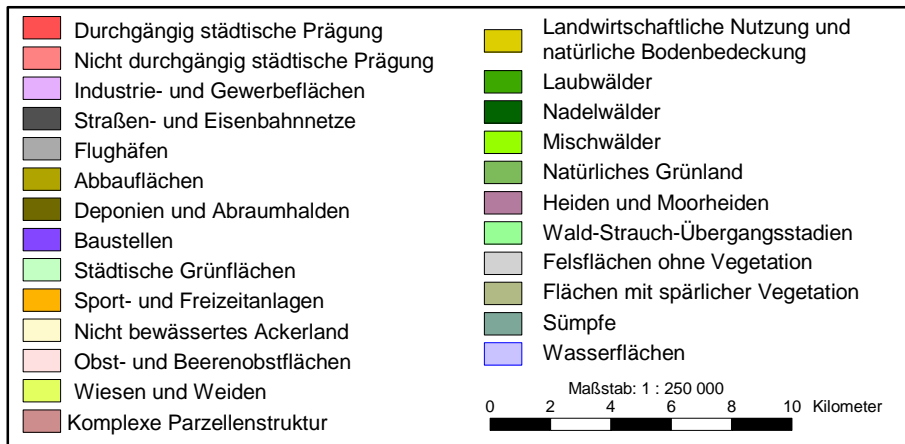 Durchgängig städtische Prägung
Nicht durchgängig städtische Prägung
Industrie- und Gewerbeflächen
Straßen- und Eisenbahnnetze
Flughäfen
Abbauflächen
Deponien und Abraumhalden
Baustellen
Städtische Grünflächen
Sport- und Freizeitanlagen
Nicht bewässertes Ackerland
Obst- und Beerenobstflächen
Wiesen und Weiden
Komplexe Parzellenstruktur
Landwirtschaftliche Nutzung und
natürliche Bodenbedeckung
Laubwälder
Nadelwälder
Mischwälder
Natürliches Grünland
Heiden und Moorheiden
Wald-Strauch-Übergangsstadien
Felsflächen ohne Vegetation
Flächen mit spärlicher Vegetation
Sümpfe
Wasserflächen
Maßstab: 1 : 250 000
0 2 4 6 8 10 Kilometer